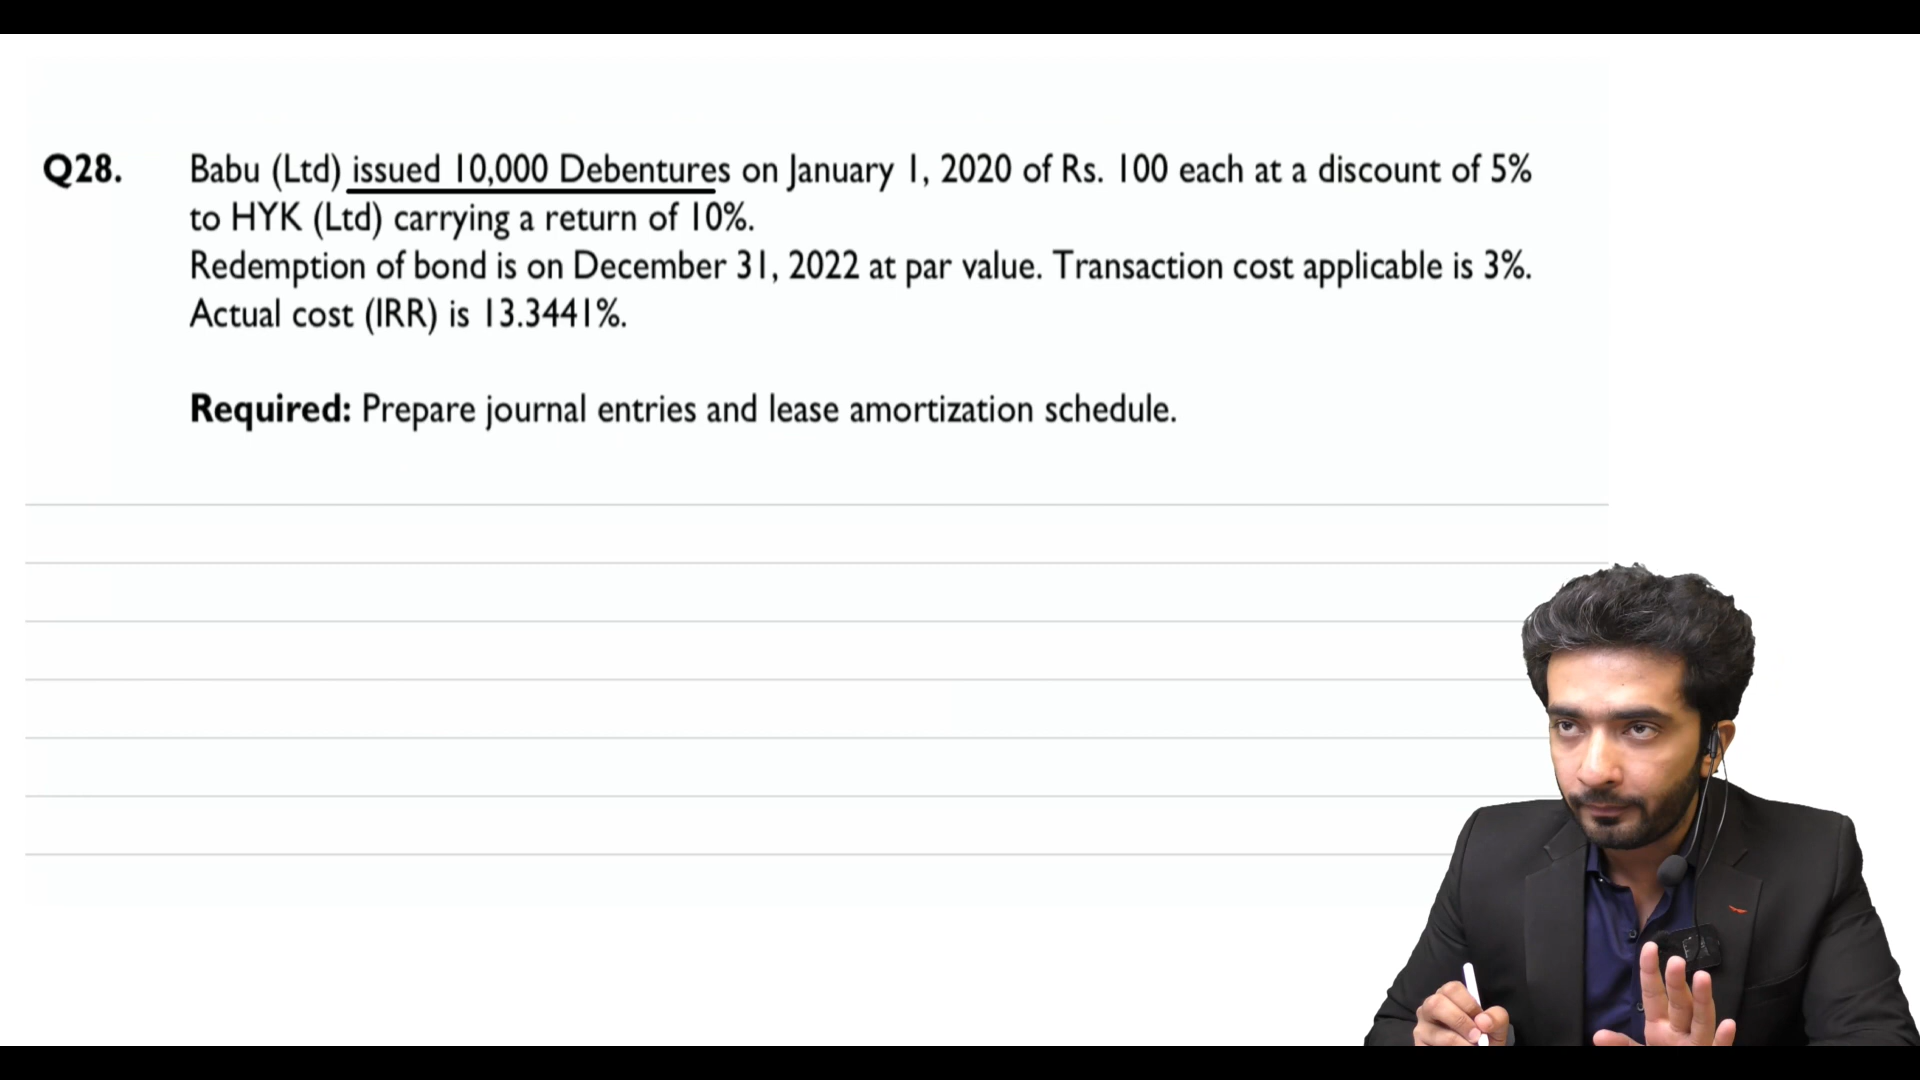 Q28. Babu (Ltd) issued 10,000 Debentures on January 1, 2020 of Rs. 100 each at a discount of 5%
to HYK (Ltd) carrying a return of 10%.
Redemption of bond is on December 31, 2022 at par value. Transaction cost applicable is 3%.
Actual cost (IRR) is 13.3441%.
Required: Prepare journal entries and lease amortization schedule.